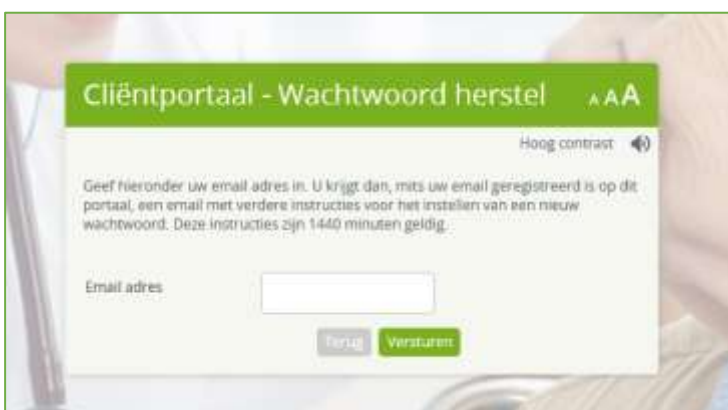 Cliëntportaal - Wachtwoord herstel A A A
Hoog contrast
Geef hieronder uw email adres in. U krijgt dan, mits uw email geregistreerd is op dit
portaal, een email met verdere instructies voor het instellen van een nieuw
wachtwoord. Deze instructies zijn 1440 minuten geldig.
Email adres
Terug Versturen